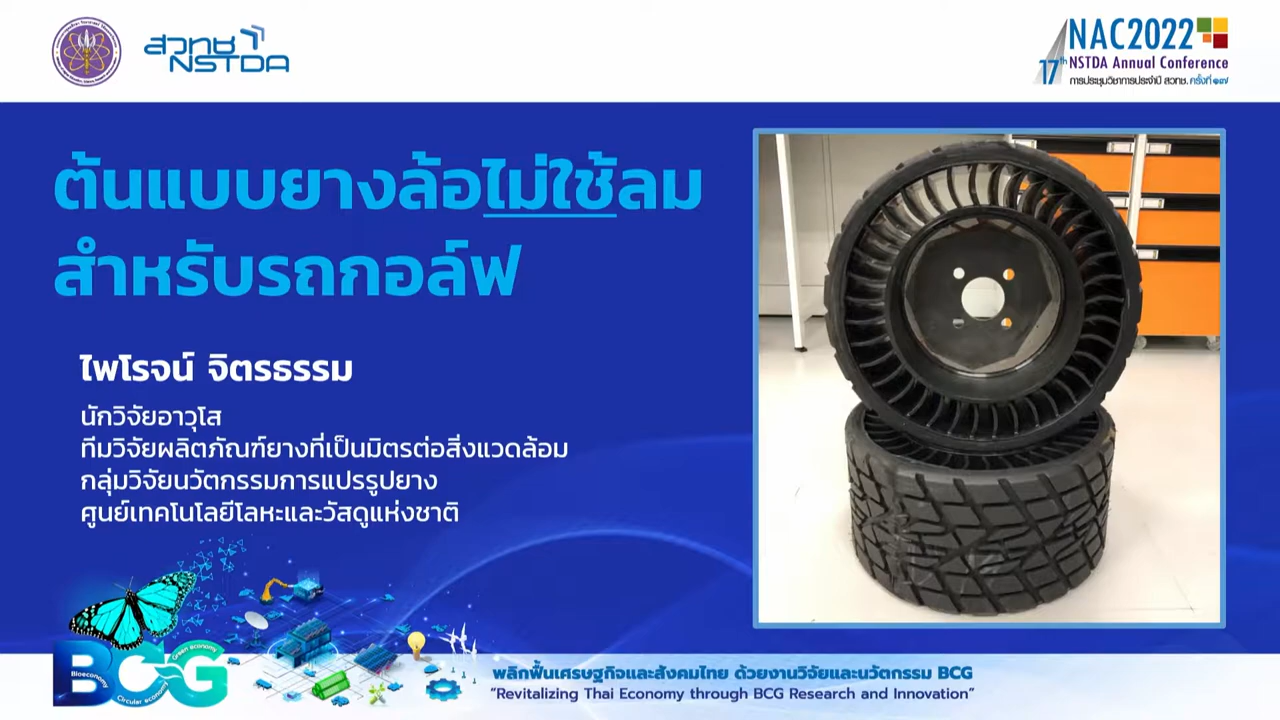 สวทช
NSTDA
NAC2022
17th NSTDA Annual Conference
การประชุมวิชาการประจำปี สวทช. ครั้งที่ ๑๗
ต้นแบบยางล้อไม่ใช้ลม
สำหรับรถกอล์ฟ
ไพโรจน์ จิตรธรรม
นักวิจัยอาวุโส
ทีมวิจัยผลิตภัณฑ์ยางที่เป็นมิตรต่อสิ่งแวดล้อม
กลุ่มวิจัยนวัตกรรมการแปรรูปยาง
ศูนย์เทคโนโลยีโลหะและวัสดุแห่งชาติ
BCG
Bioeconomy
Circular economy
Green economy
พลิกฟื้นเศรษฐกิจและสังคมไทย ด้วยงานวิจัยและนวัตกรรม BCG
"Revitalizing Thai Economy through BCG Research and Innovation"